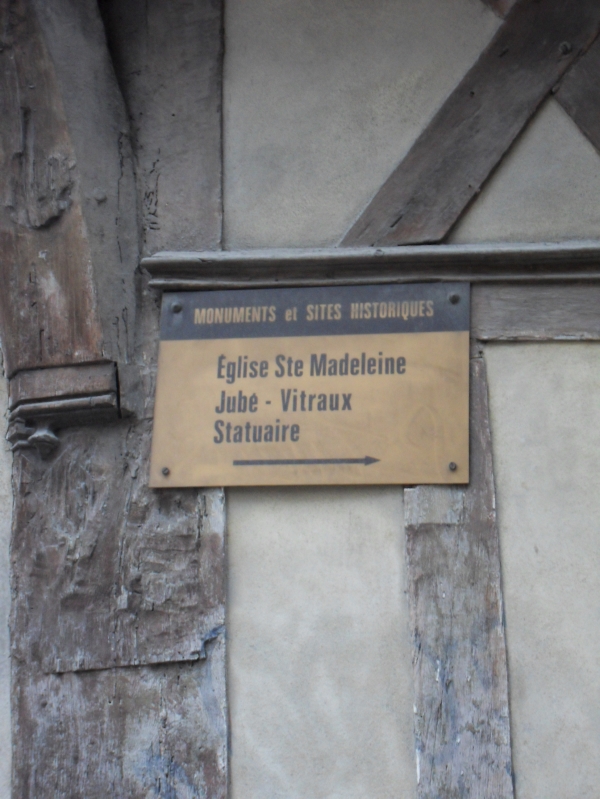 MONUMENTS et SITES HISTORIQUES
Église Ste Madeleine
Jubé - Vitraux
Statuaire